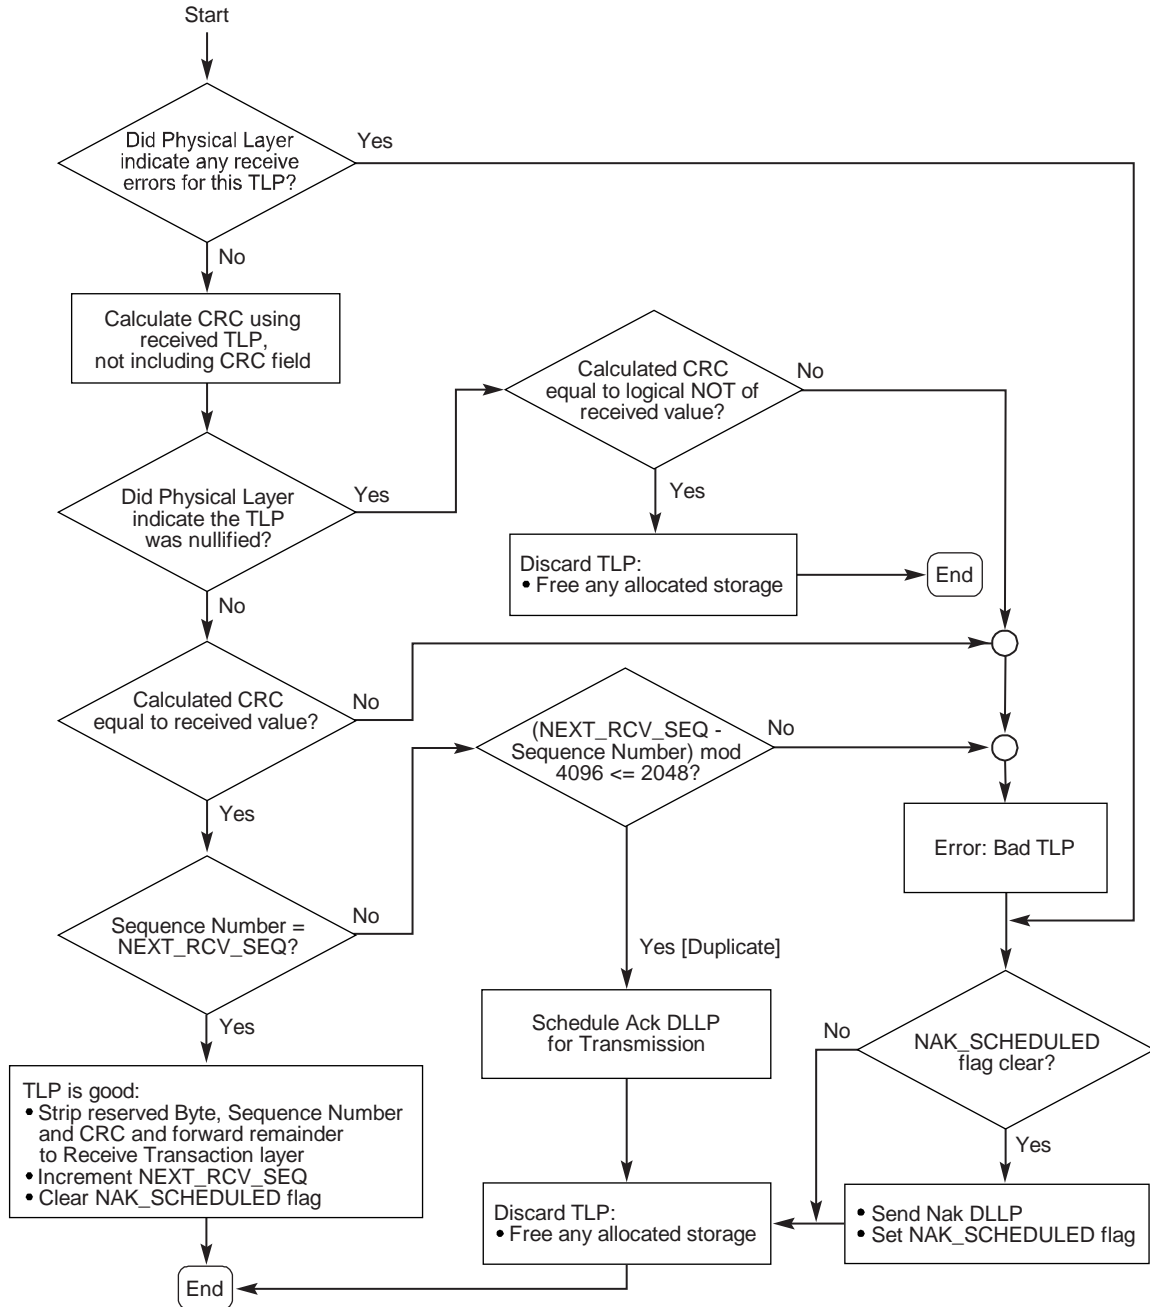 Start
Did Physical Layer
indicate any receive
errors for this TLP?
Yes
No
Calculate CRC using
received TLP,
not including CRC field
Calculated CRC
equal to logical NOT of
received value?
No
Yes
Did Physical Layer
indicate the TLP
was nullified?
Yes
Discard TLP:
• Free any allocated storage
End
No
Calculated CRC
equal to received value?
No
(NEXT_RCV_SEQ -
Sequence Number) mod
4096 <= 2048?
No
Yes
Error: Bad TLP
Sequence Number =
NEXT_RCV_SEQ?
No
Yes [Duplicate]
Yes
Schedule Ack DLLP
for Transmission
No
NAK_SCHEDULED
flag clear?
Yes
TLP is good:
• Strip reserved Byte, Sequence Number
and CRC and forward remainder
to Receive Transaction layer
• Increment NEXT_RCV_SEQ
• Clear NAK_SCHEDULED flag
Discard TLP:
• Free any allocated storage
• Send Nak DLLP
• Set NAK_SCHEDULED flag
End